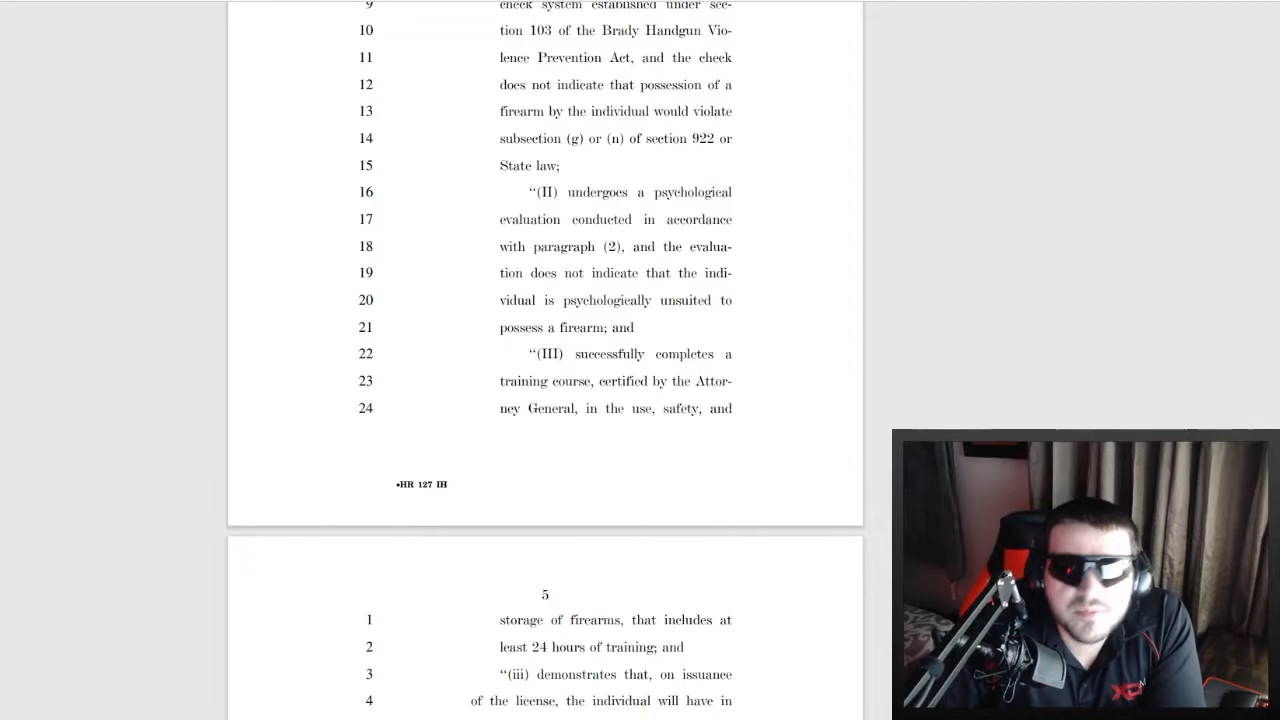 9 check system established under sec-
10 tion 103 of the Brady Handgun Vio-
11 lence Prevention Act, and the check
12 does not indicate that possession of a
13 firearm by the individual would violate
14 subsection (g) or (n) of section 922 or
15 State law;
16 ‘‘(II) undergoes a psychological
17 evaluation conducted in accordance
18 with paragraph (2), and the evalua-
19 tion does not indicate that the indi-
20 vidual is psychologically unsuited to
21 possess a firearm; and
22 ‘‘(III) successfully completes a
23 training course, certified by the Attor-
24 ney General, in the use, safety, and
•HR 127 IH
5
1 storage of firearms, that includes at
2 least 24 hours of training; and
3 ‘‘(iii) demonstrates that, on issuance
4 of the license, the individual will have in